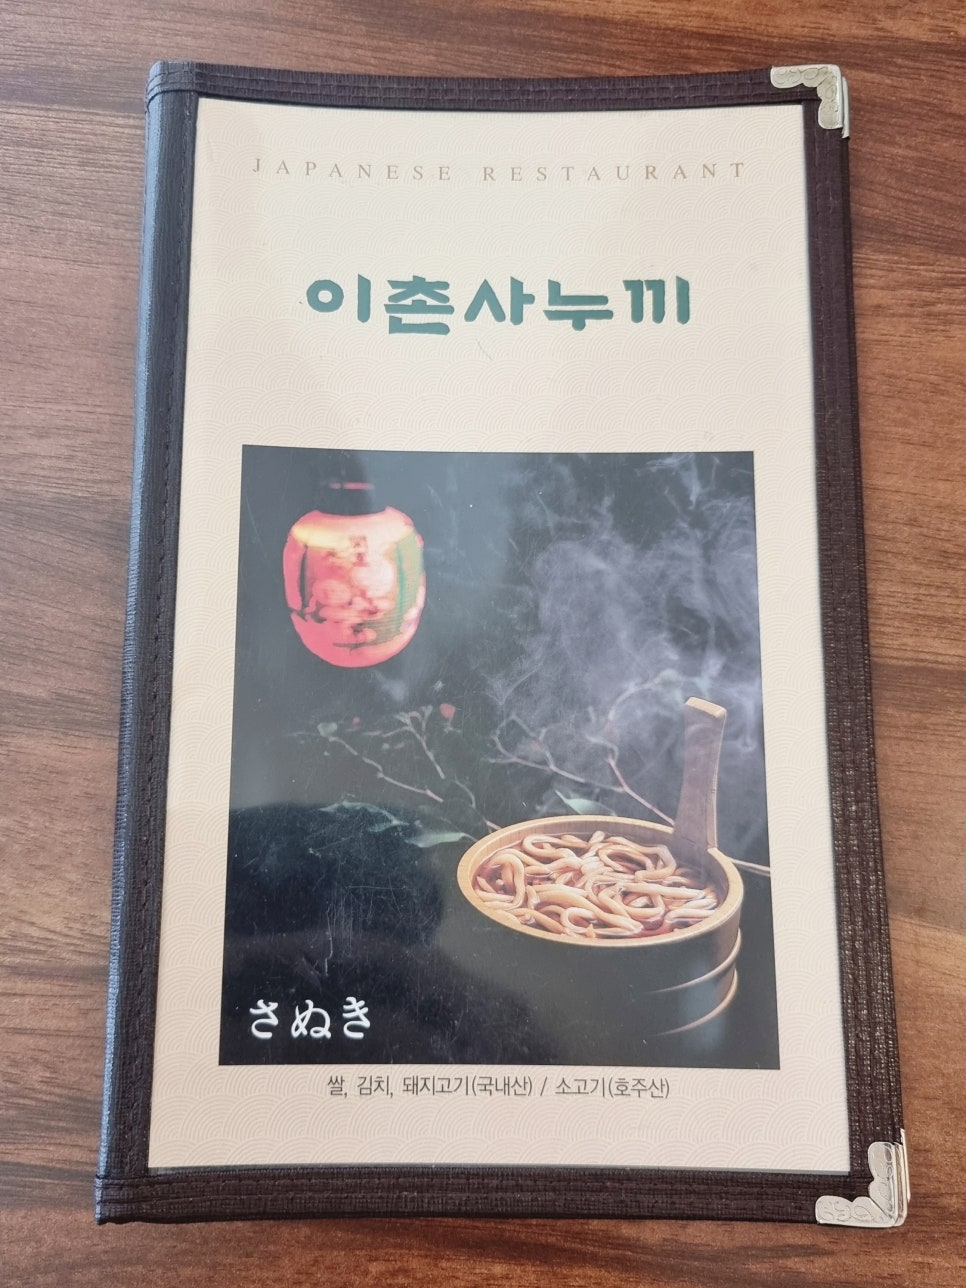 JAPANESE RESTAURANT
이촌사누끼
さぬき
쌀, 김치, 돼지고기(국내산) / 소고기(호주산)